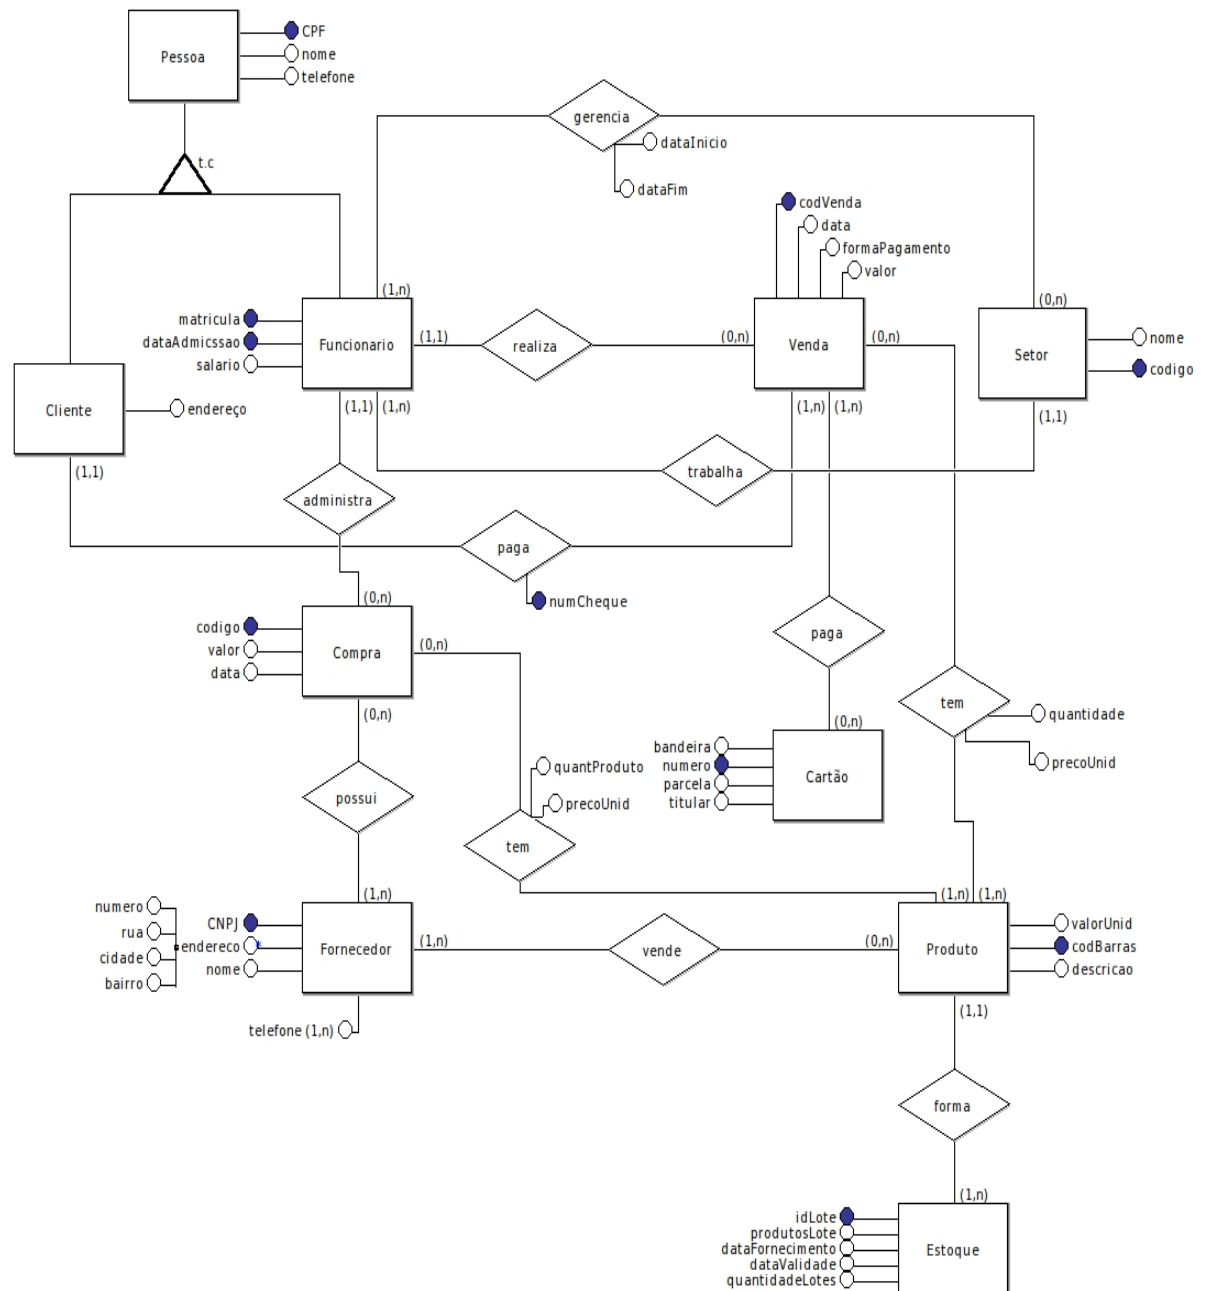 CPF
Pessoa
nome
telefone
t.c
gerencia
dataInicio
dataFim
codVenda
data
formaPagamento
valor
(1,n)
(0,n)
matricula
dataAdmicssao
salario
Funcionario
(1,1)
realiza
(0,n)
Venda
(0,n)
Setor
nome
codigo
Cliente
endereço
(1,1)
(1,n)
(1,n)
(1,n)
(1,1)
(1,1)
administra
trabalha
paga
numCheque
(0,n)
codigo
valor
data
Compra
(0,n)
(0,n)
paga
tem
quantidade
precoUnid
(0,n)
bandeira
numero
parcela
titular
Cartão
possui
quantProduto
precoUnid
tem
(1,n)
(1,n)
(1,n)
numero
rua
cidade
bairro
CNPJ
endereco
*
nome
Fornecedor
(1,n)
telefone (1,n)
vende
(0,n)
Produto
valorUnid
codBarras
descricao
(1,1)
forma
(1,n)
idLote
produtosLote
dataFornecimento
dataValidade
quantidadeLotes
Estoque